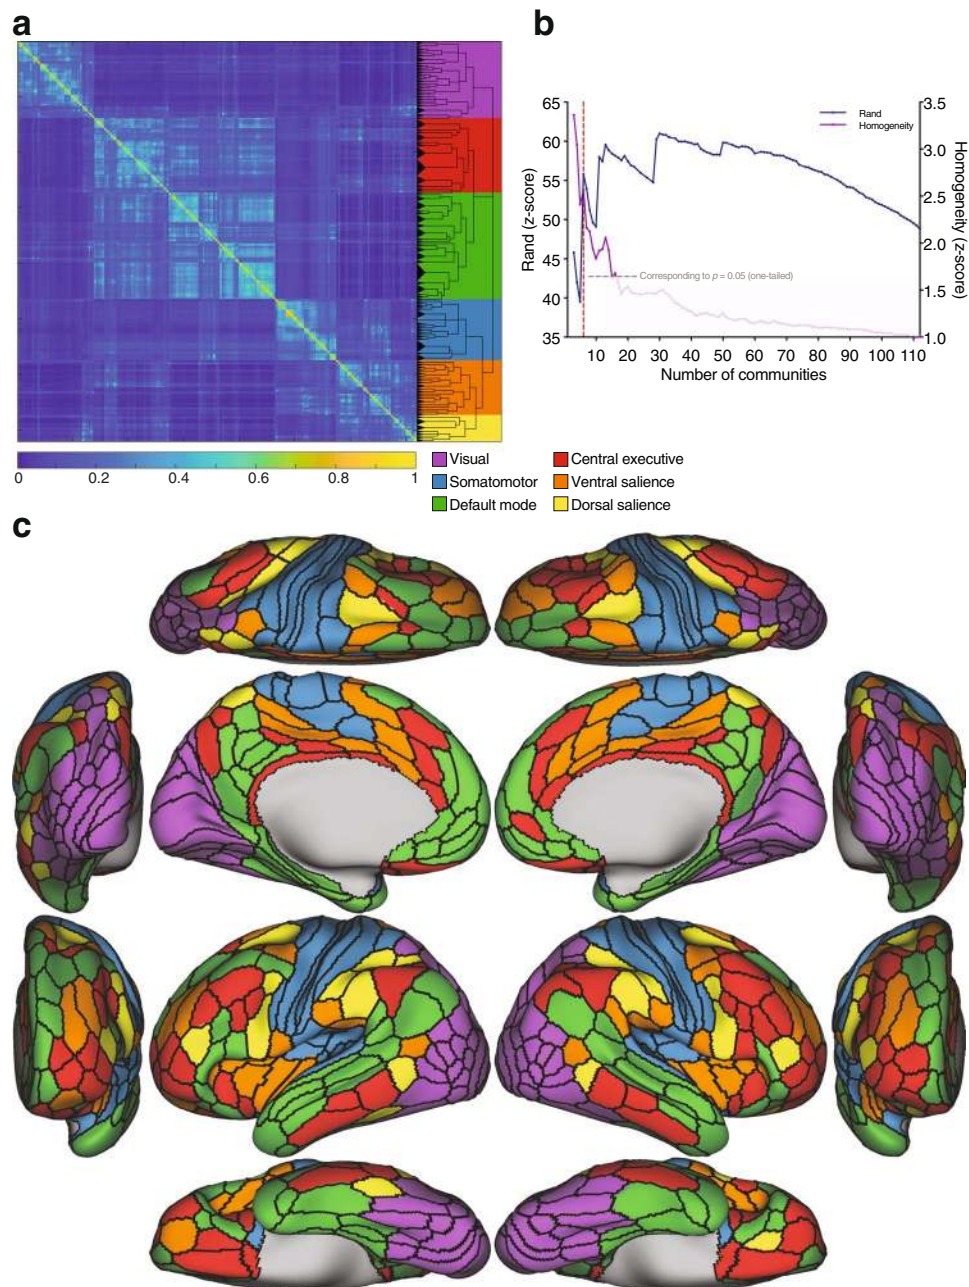 a
b
65
60
55
50
45
40
35
Rand (z-score)
3.5
3.0
2.5
2.0
1.5
1.0
Homogeneity (z-score)
Rand
Homogeneity
Corresponding to p = 0.05 (one-tailed)
10 20 30 40 50 60 70 80 90 100 110
Number of communities
0 0.2 0.4 0.6 0.8 1
Visual
Central executive
Somatomotor
Ventral salience
Default mode
Dorsal salience
c